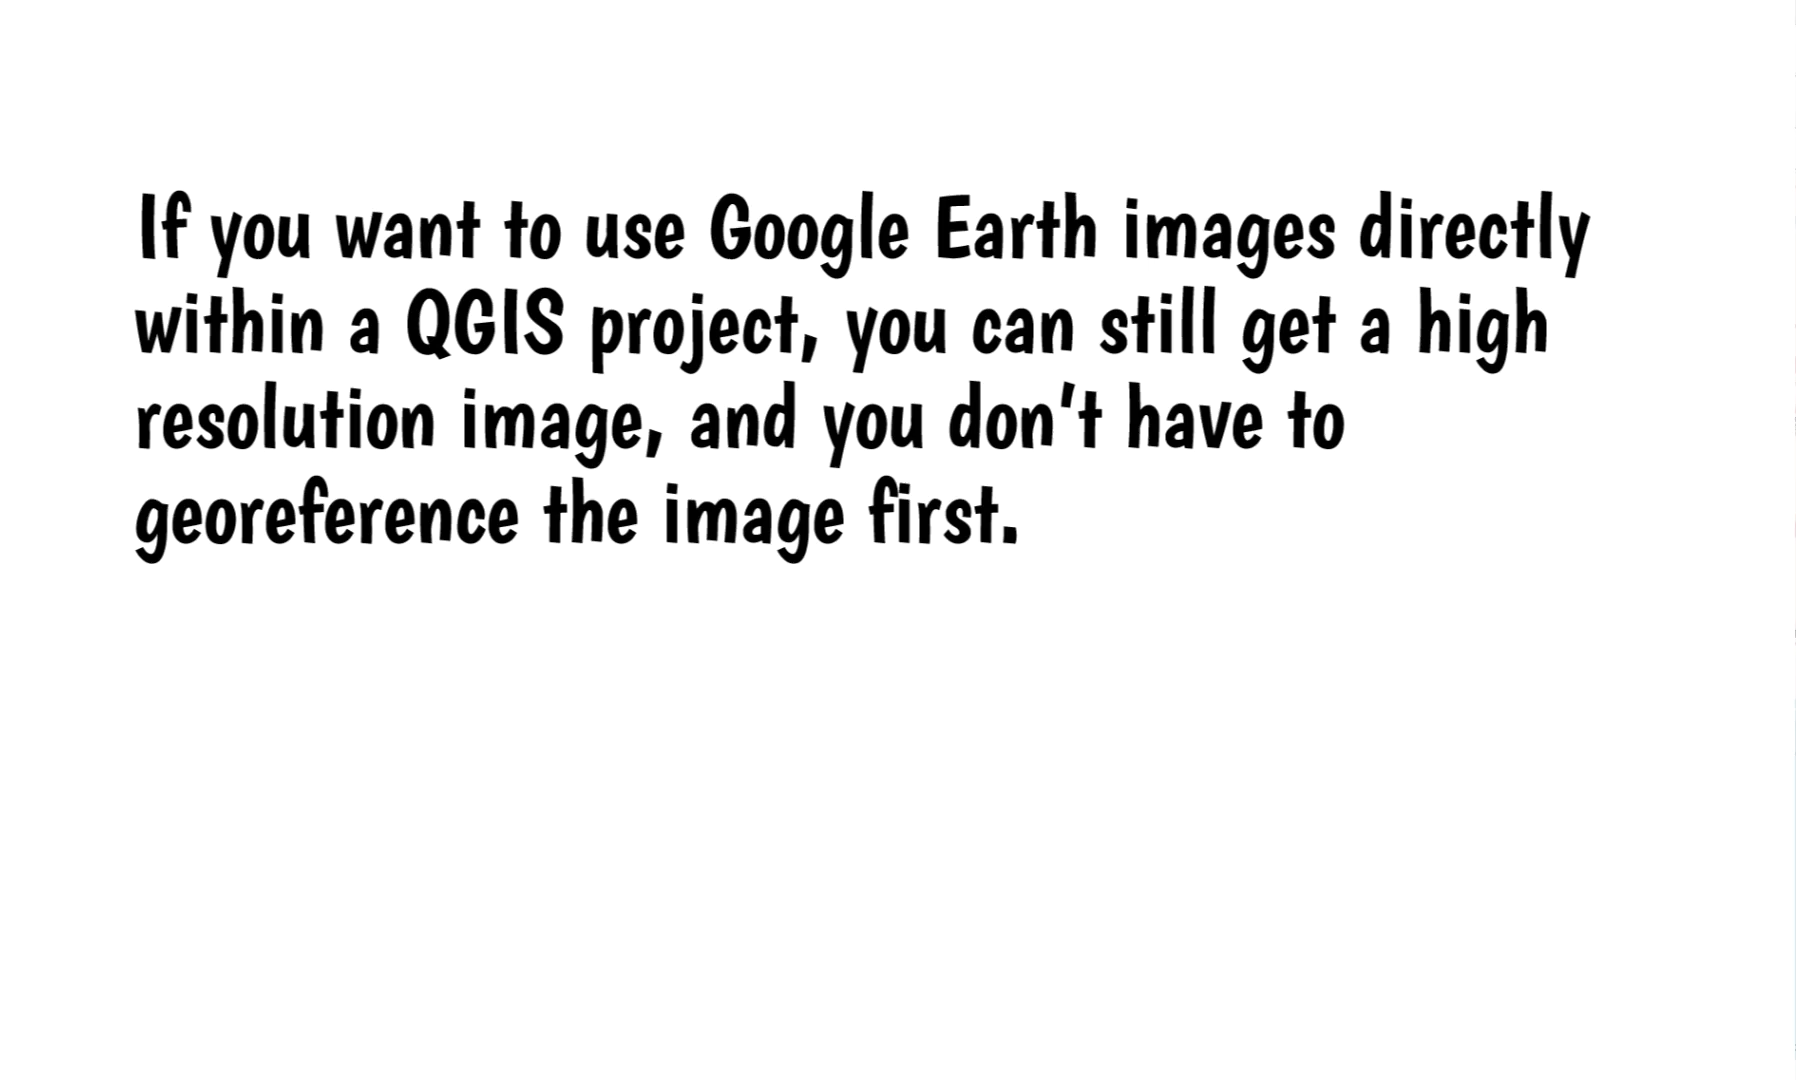 If you want to use Google Earth images directly
within a QGIS project, you can still get a high
resolution image, and you don't have to
georeference the image first.